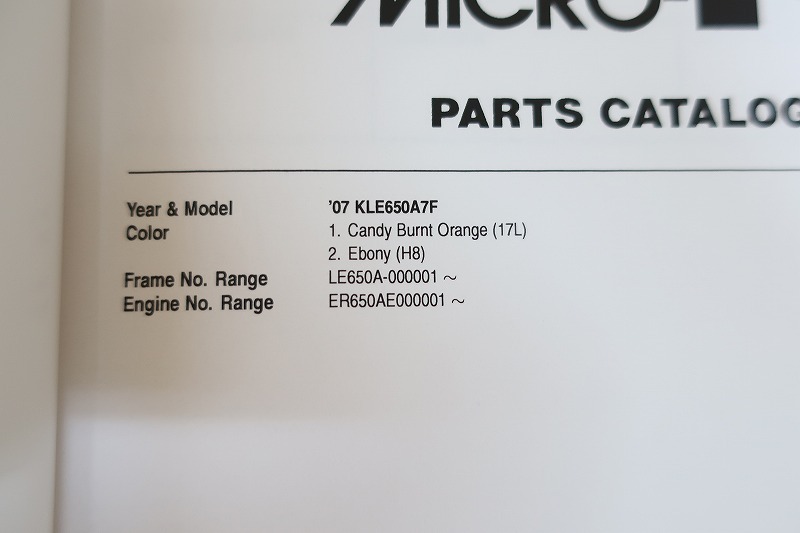 PARTS CATALOG
Year & Model '07 KLE650A7F
Color 1. Candy Burnt Orange (17L)
2. Ebony (H8)
Frame No. Range LE650A-000001 ~
Engine No. Range ER650AE000001 ~